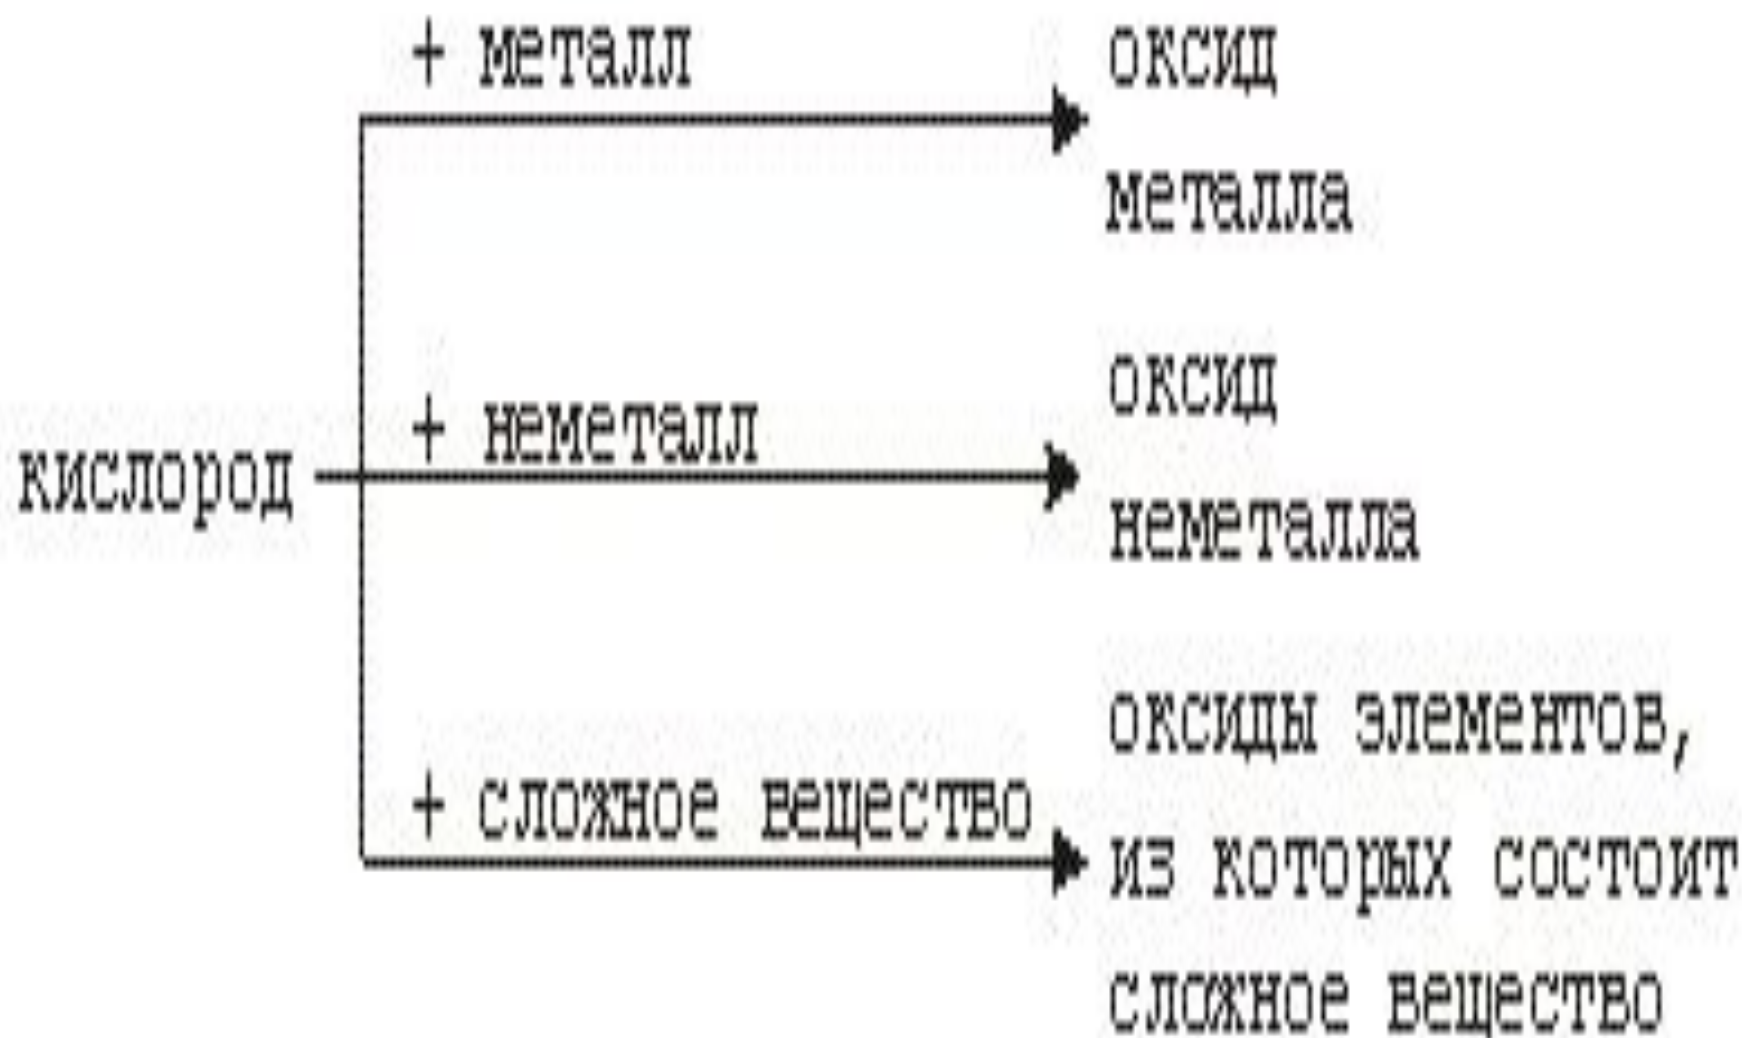 + металл
оксид
металла
кислород
+ неметалл
оксид
неметалла
+ сложное вещество
оксиды элементов,
из которых состоит
сложное вещество